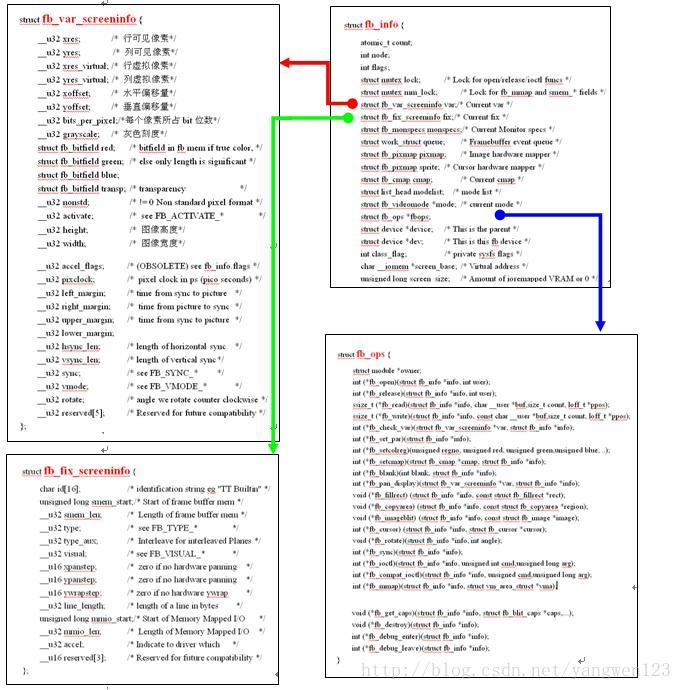 struct fb_var_screeninfo {
__u32 xres; /* 行可见像素*/
__u32 yres; /* 列可见像素*/
__u32 xres_virtual; /* 行虚拟像素*/
__u32 yres_virtual; /* 列虚拟像素*/
__u32 xoffset; /* 水平偏移量*/
__u32 yoffset; /* 垂直偏移量*/
__u32 bits_per_pixel;/*每个像素所占 bit 位数*/
__u32 grayscale; /* 灰色刻度*/
struct fb_bitfield red; /* bitfield in fb mem if true color, */
struct fb_bitfield green; /* else only length is significant */
struct fb_bitfield blue;
struct fb_bitfield transp; /* transparency */
__u32 nonstd; /* != 0 Non standard pixel format */
__u32 activate; /* see FB_ACTIVATE_* */
__u32 height; /* 图像高度*/
__u32 width; /* 图像宽度*/
__u32 accel_flags; /* (OBSOLETE) see fb_info.flags */
__u32 pixclock; /* pixel clock in ps (pico seconds) */
__u32 left_margin; /* time from sync to picture */
__u32 right_margin; /* time from picture to sync */
__u32 upper_margin; /* time from sync to picture */
__u32 lower_margin;
__u32 hsync_len; /* length of horizontal sync */
__u32 vsync_len; /* length of vertical sync */
__u32 sync; /* see FB_SYNC_* */
__u32 vmode; /* see FB_VMODE_* */
__u32 rotate; /* angle we rotate counter clockwise */
__u32 reserved[5]; /* Reserved for future compatibility */
};
struct fb_info {
atomic_t count;
int node;
int flags;
struct mutex lock; /* Lock for open/release/ioctl funcs */
struct mutex mm_lock; /* Lock for fb_mmap and smem_* fields */
struct fb_var_screeninfo var;/* Current var */
struct fb_fix_screeninfo fix;/* Current fix */
struct fb_monspecs monspecs;/* Current Monitor specs */
struct work_struct queue; /* Framebuffer event queue */
struct fb_pixmap pixmap; /* Image hardware mapper */
struct fb_pixmap sprite; /* Cursor hardware mapper */
struct fb_cmap cmap; /* Current cmap */
struct list_head modelist; /* mode list */
struct fb_videomode *mode; /* current mode */
struct fb_ops *fbops;
struct device *device; /* This is the parent */
struct device *dev; /* This is this fb device */
int class_flag; /* private sysfs flags */
char __iomem *screen_base; /* Virtual address */
unsigned long screen_size; /* Amount of ioremapped VRAM or 0 */
struct fb_fix_screeninfo {
char id[16]; /* identification string eg "TT Builtin" */
unsigned long smem_start;/* Start of frame buffer mem */
__u32 smem_len; /* Length of frame buffer mem */
__u32 type; /* see FB_TYPE_* */
__u32 type_aux; /* Interleave for interleaved Planes */
__u32 visual; /* see FB_VISUAL_* */
__u16 xpanstep; /* zero if no hardware panning */
__u16 ypanstep; /* zero if no hardware panning */
__u16 ywrapstep; /* zero if no hardware ywrap */
__u32 line_length; /* length of a line in bytes */
unsigned long mmio_start;/* Start of Memory Mapped I/O */
__u32 mmio_len; /* Length of Memory Mapped I/O */
__u32 accel; /* Indicate to driver which */
__u16 reserved[3]; /* Reserved for future compatibility */
};
struct fb_ops {
struct module *owner;
int (*fb_open)(struct fb_info *info, int user);
int (*fb_release)(struct fb_info *info, int user);
ssize_t (*fb_read)(struct fb_info *info, char __user *buf,size_t count, loff_t *ppos);
ssize_t (*fb_write)(struct fb_info *info, const char __user *buf,size_t count, loff_t *ppos);
int (*fb_check_var)(struct fb_var_screeninfo *var, struct fb_info *info);
int (*fb_set_par)(struct fb_info *info);
int (*fb_setcolreg)(unsigned regno, unsigned red, unsigned green,unsigned blue, ..);
int (*fb_setcmap)(struct fb_cmap *cmap, struct fb_info *info);
int (*fb_blank)(int blank, struct fb_info *info);
int (*fb_pan_display)(struct fb_var_screeninfo *var, struct fb_info *info);
void (*fb_fillrect) (struct fb_info *info, const struct fb_fillrect *rect);
void (*fb_copyarea) (struct fb_info *info, const struct fb_copyarea *region);
void (*fb_imageblit) (struct fb_info *info, const struct fb_image *image);
int (*fb_cursor) (struct fb_info *info, struct fb_cursor *cursor);
void (*fb_rotate)(struct fb_info *info, int angle);
int (*fb_sync)(struct fb_info *info);
int (*fb_ioctl)(struct fb_info *info, unsigned int cmd,unsigned long arg);
int (*fb_compat_ioctl)(struct fb_info *info, unsigned cmd,unsigned long arg);
int (*fb_mmap)(struct fb_info *info, struct vm_area_struct *vma);
void (*fb_get_caps)(struct fb_info *info, struct fb_blit_caps *caps,...);
void (*fb_destroy)(struct fb_info *info);
int (*fb_debug_enter)(struct fb_info *info);
int (*fb_debug_leave)(struct fb_info *info);
}
http://blog.csdn.net/yangwen123